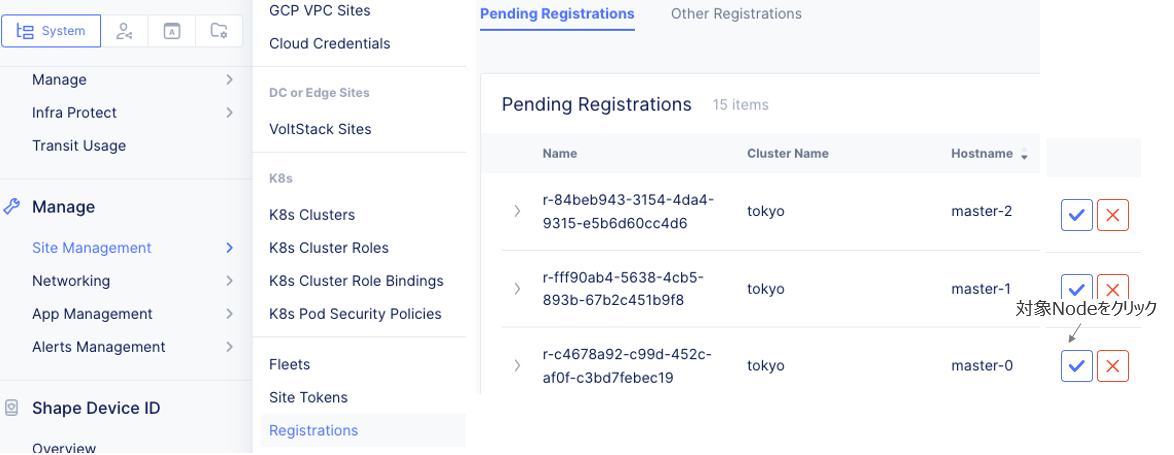 System
Manage
Infra Protect
Transit Usage
Manage
Site Management
Networking
App Management
Alerts Management
Shape Device ID
Overview
GCP VPC Sites
Cloud Credentials
DC or Edge Sites
VoltStack Sites
K8s
K8s Clusters
K8s Cluster Roles
K8s Cluster Role Bindings
K8s Pod Security Policies
Fleets
Site Tokens
Registrations
Pending Registrations Other Registrations
Pending Registrations 15 items
Name Cluster Name Hostname
r-84beb943-3154-4da4-
9315-e5b6d60cc4d6
tokyo master-2
r-fff90ab4-5638-4cb5-
893b-67b2c451b9f8
tokyo master-1
対象Nodeをクリック
r-c4678a92-c99d-452c-
af0f-c3bd7febec19
tokyo master-0